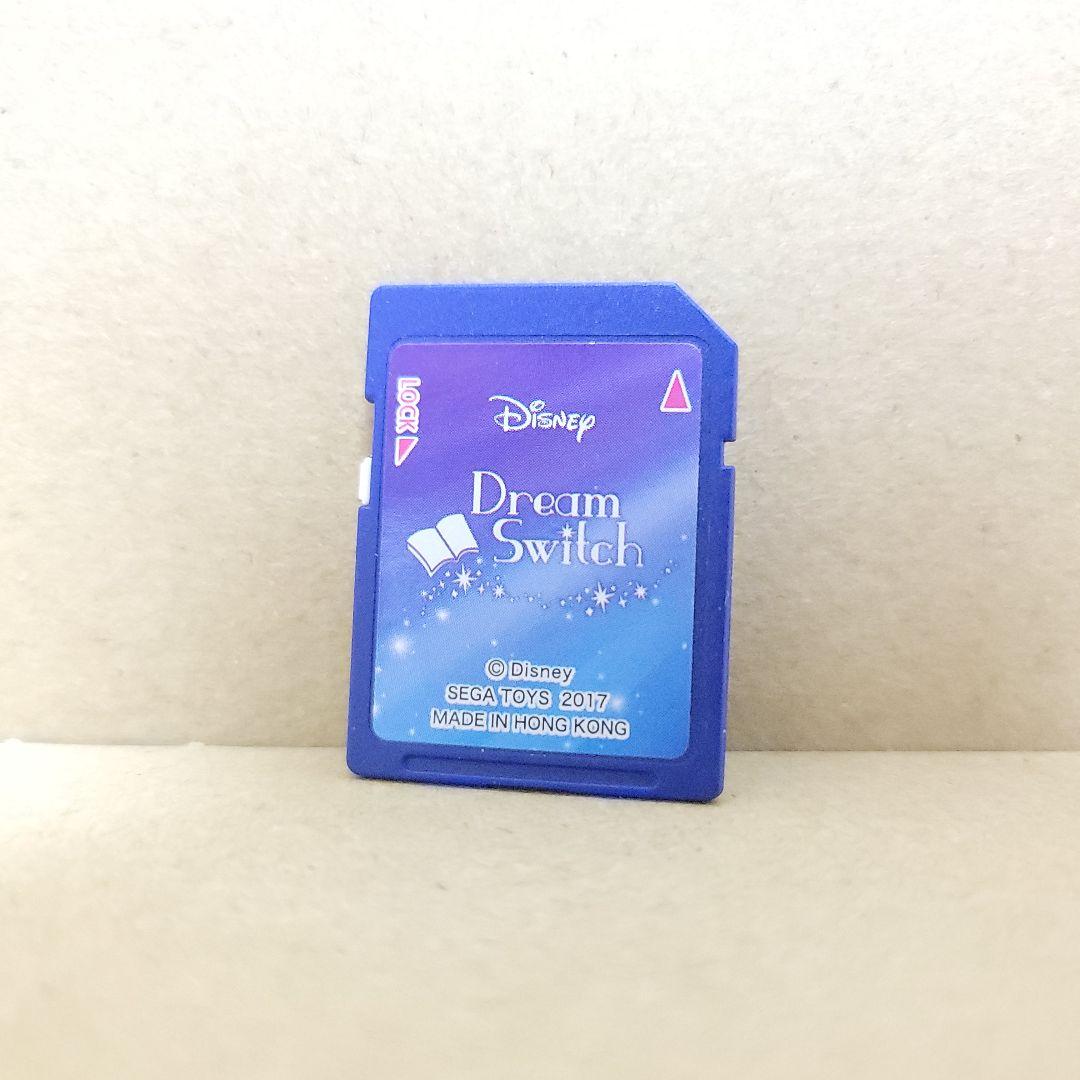 LOCK
Disney
Dream
Switch
© Disney
SEGA TOYS 2017
MADE IN HONG KONG